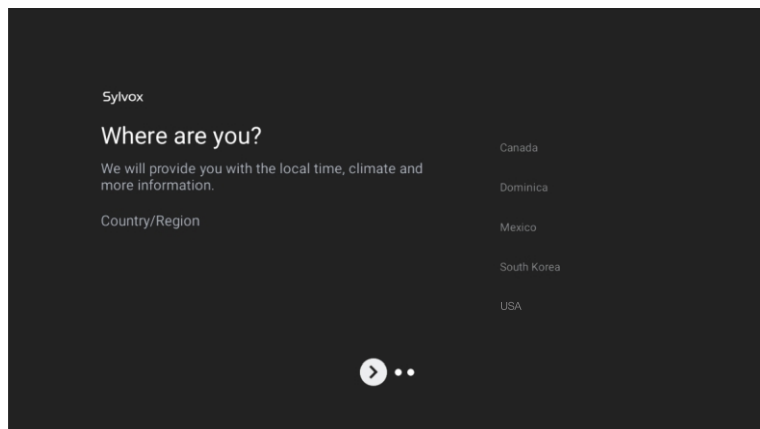 Sylvox
Where are you?
We will provide you with the local time, climate and
more information.
Country/Region
Canada
Dominica
Mexico
South Korea
USA